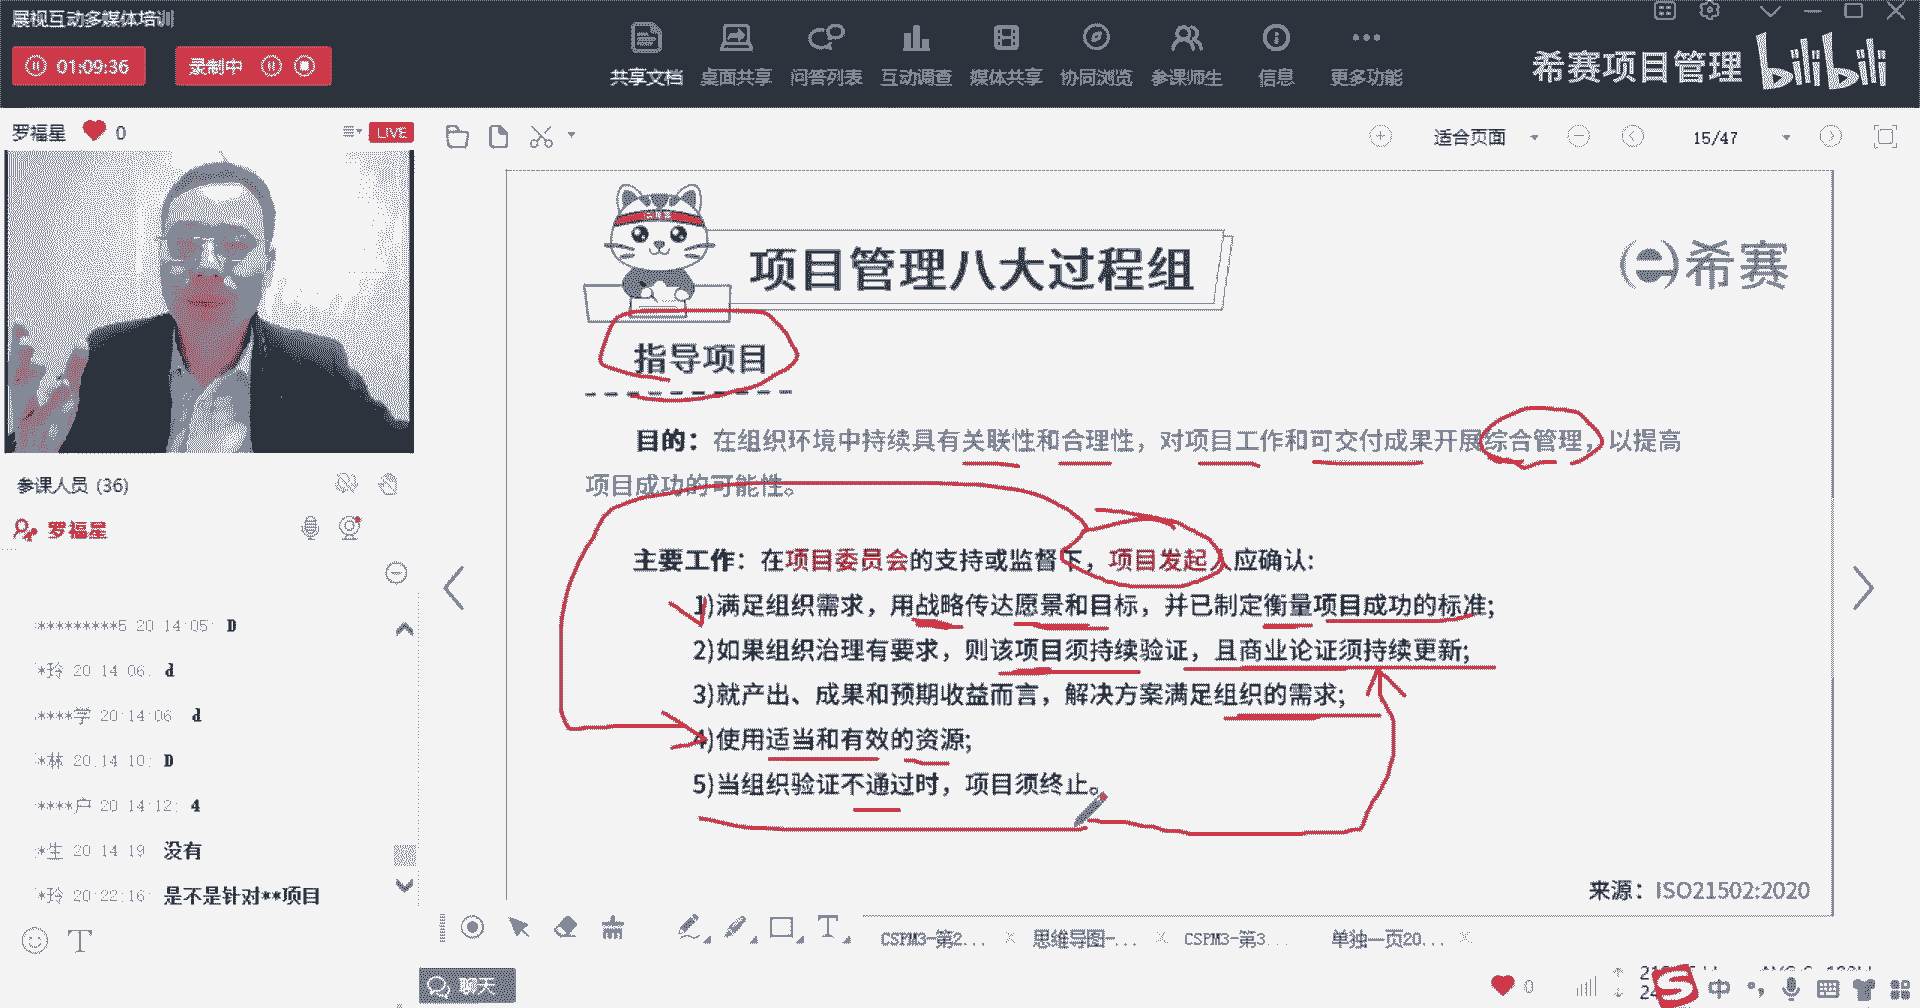 展视互动多媒体培训
01:09:36
录制中
共享文档 桌面共享 问答列表 互动调查 媒体共享 协同浏览 参课师生 信息 更多功能
希赛项目管理 bilibili
罗福星 0
LIVE
适合页面
15/47
项目管理八大过程组
希赛
指导项目
目的：在组织环境中持续具有关联性和合理性，对项目工作和可交付成果开展综合管理，以提高
项目成功的可能性。
主要工作：在项目委员会的支持或监督下，项目发起人应确认:
1)满足组织需求，用战略传达愿景和目标，并已制定衡量项目成功的标准;
2)如果组织治理有要求，则该项目须持续验证，且商业论证须持续更新;
3)就产出、成果和预期收益而言，解决方案满足组织的需求;
4)使用适当和有效的资源;
5)当组织验证不通过时，项目须终止。
来源：ISO21502:2020
参课人员 (36)
罗福星
*********5 20 14:05: D
*玲 20 14 06: d
****学 20:14:06 d
*林 20.14 10: D
****户 20 14:12: 4
*生 20 14 19 没有
*玲 20:22:16: 是不是针对**项目
T
T
CSPM3-第2...
思维导图-...
CSPM3-第3...
单独一页20...
聊天
0
中